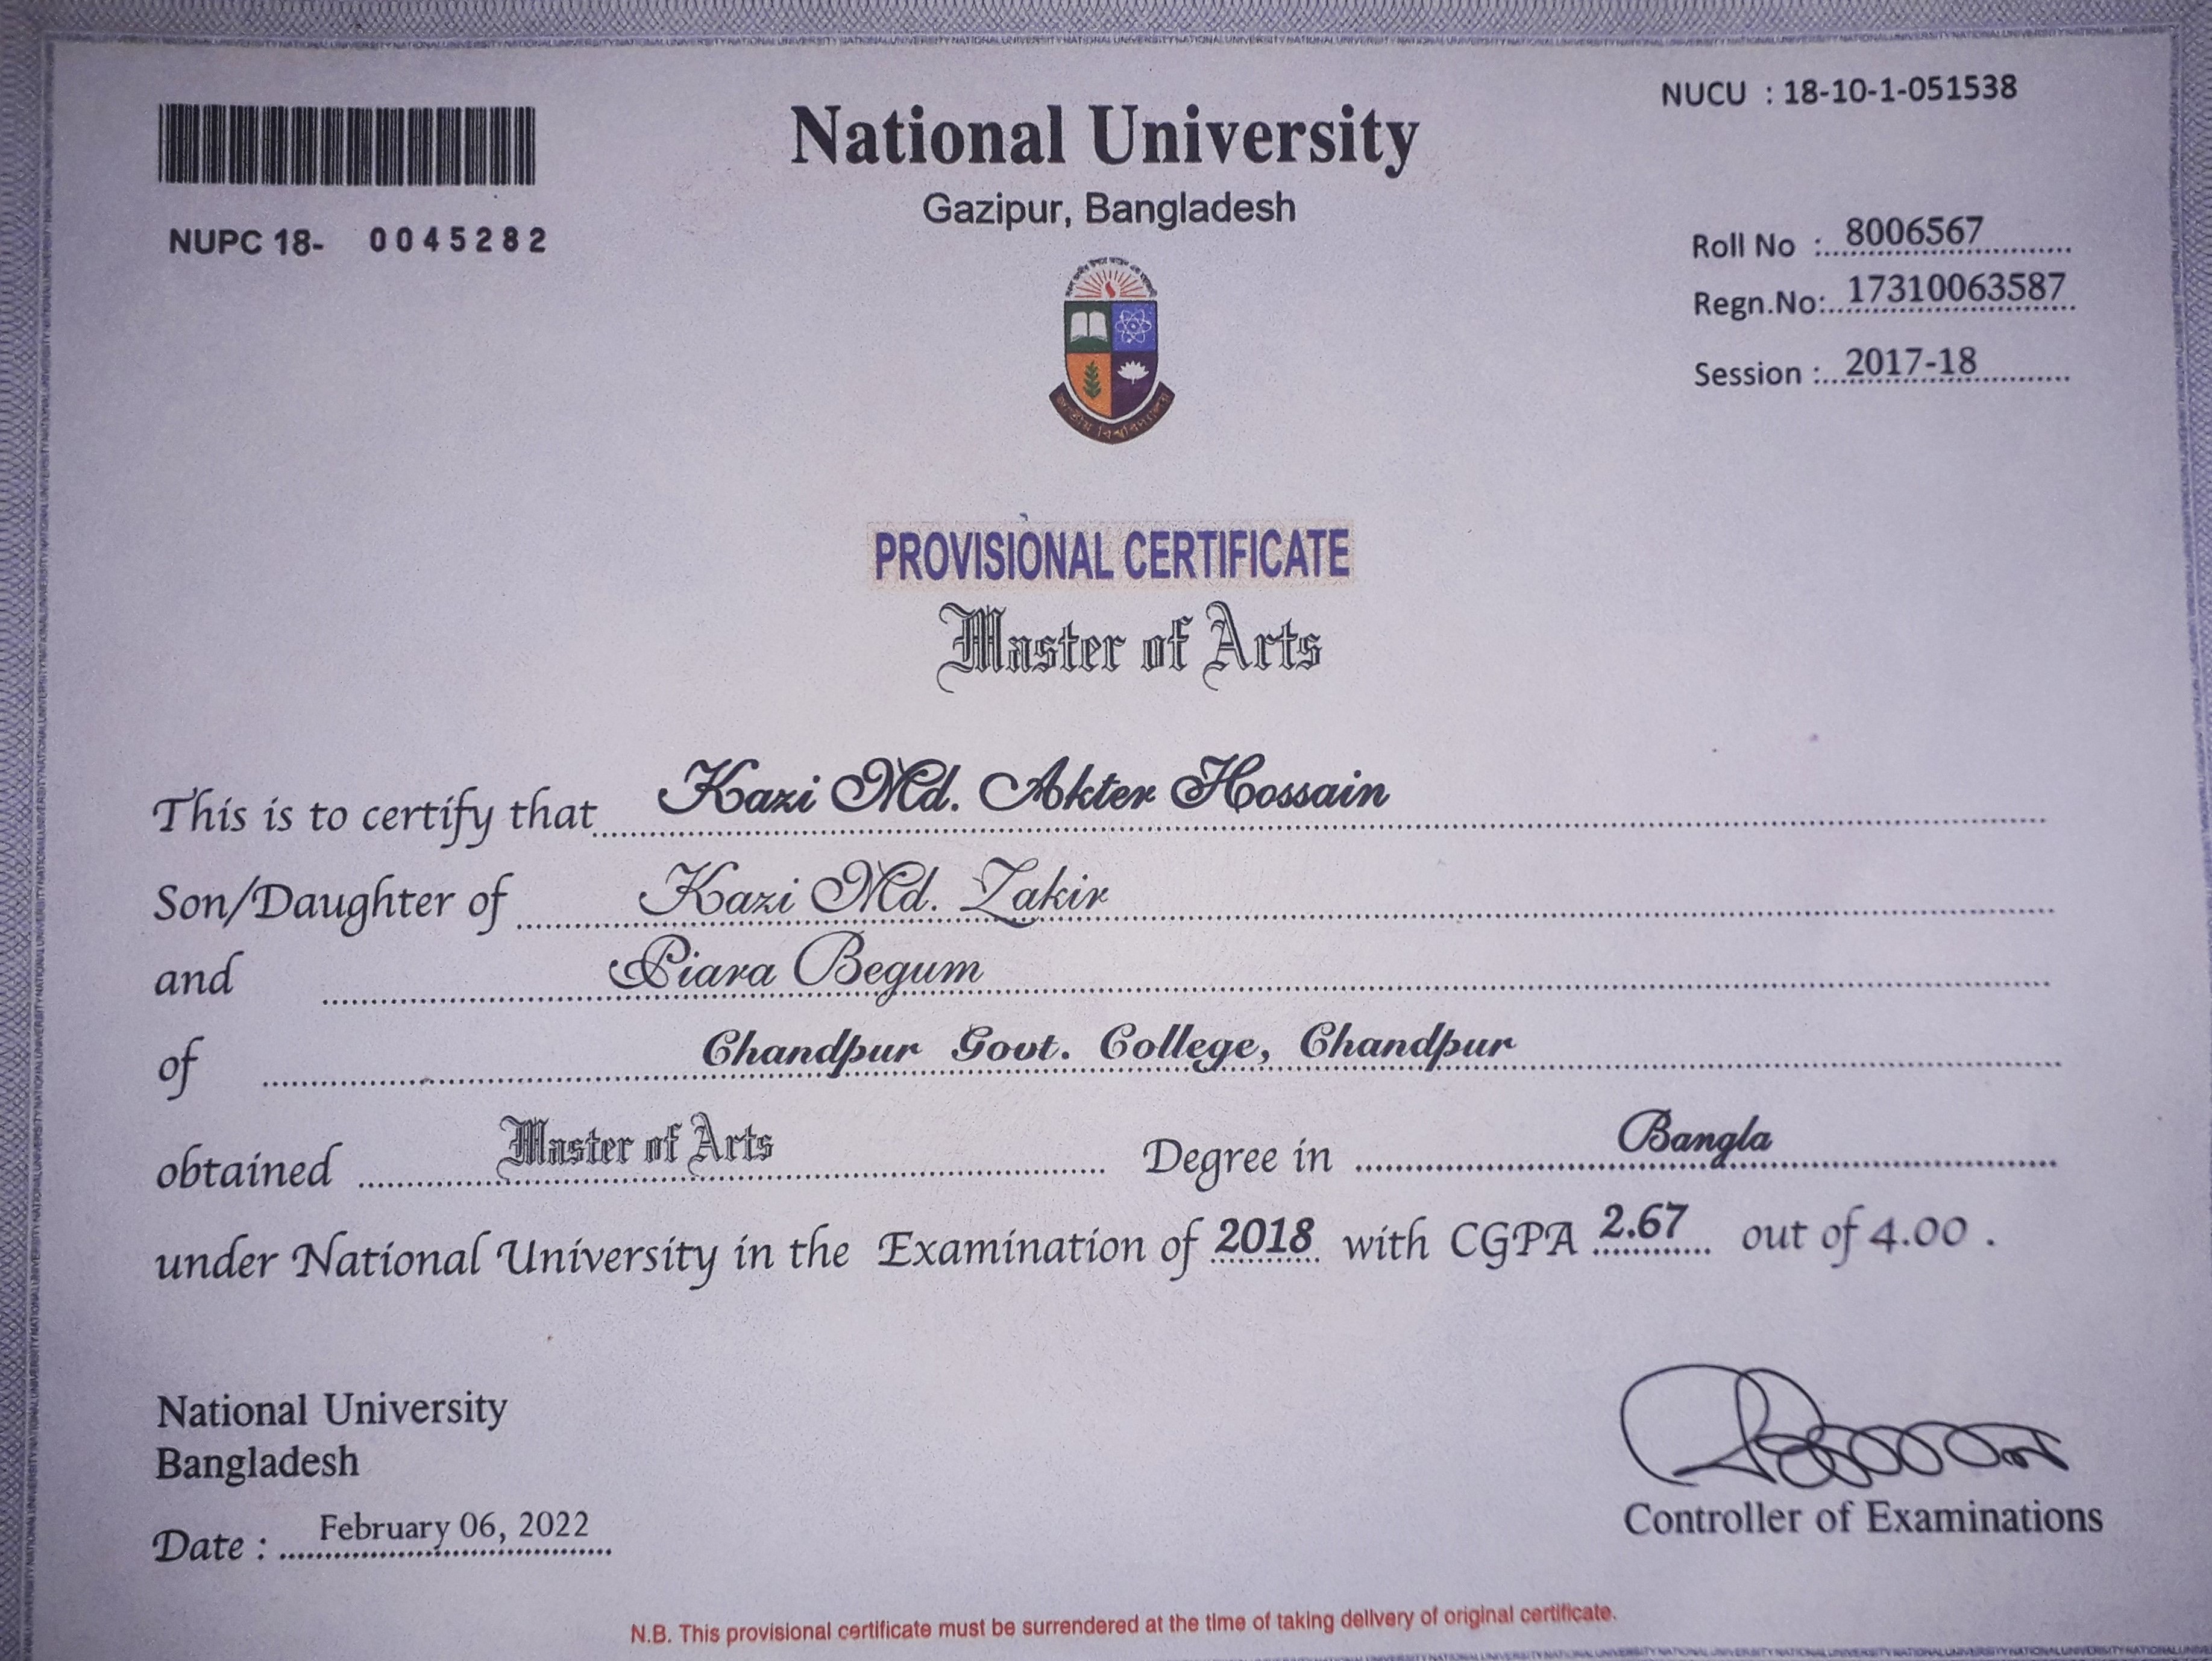 NUCU : 18-10-1-051538
National University
Gazipur, Bangladesh
NUPC 18- 0045282
Roll No : 8006567
Regn.No: 17310063587
Session : 2017-18
PROVISIONAL CERTIFICATE
Master of Arts
This is to certify that Kazi Md. Akter Hossain
Son/Daughter of Kazi Md. Zakir
and Piara Begum
of Chandpur Govt. College, Chandpur
obtained Master of Arts Degree in Bangla
under National University in the Examination of 2018 with CGPA 2.67 out of 4.00 .
National University
Bangladesh
Date : February 06, 2022
Controller of Examinations
N.B. This provisional certificate must be surrendered at the time of taking delivery of original certificate.